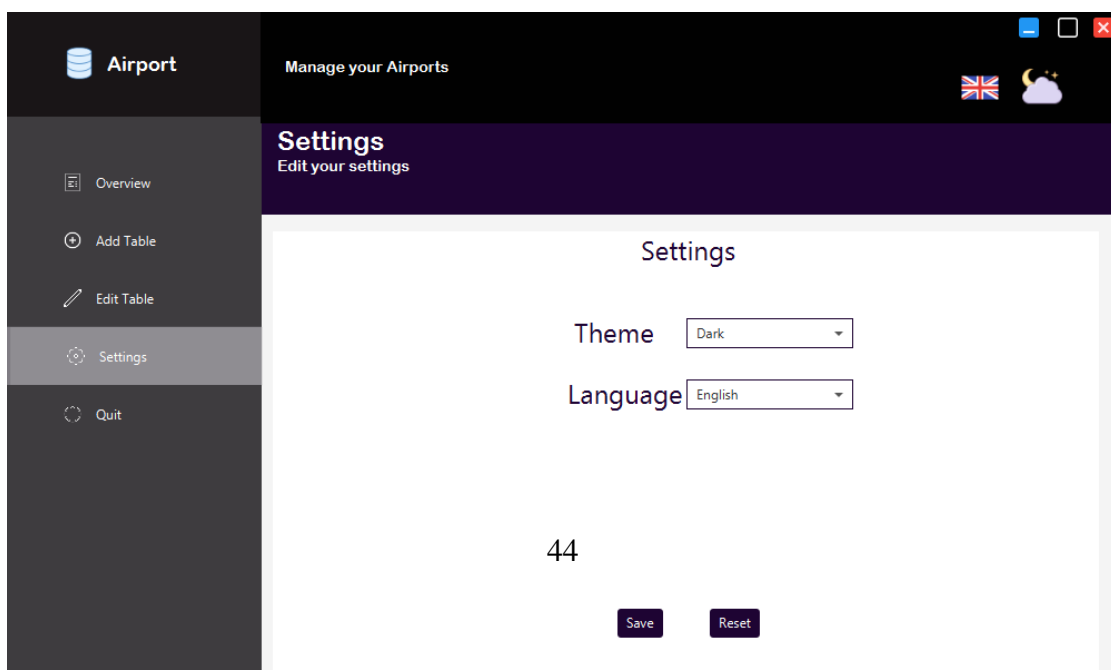 Airport
Manage your Airports
Settings
Edit your settings
Overview
Add Table
Edit Table
Settings
Quit
Settings
Theme Dark
Language English
44
Save Reset